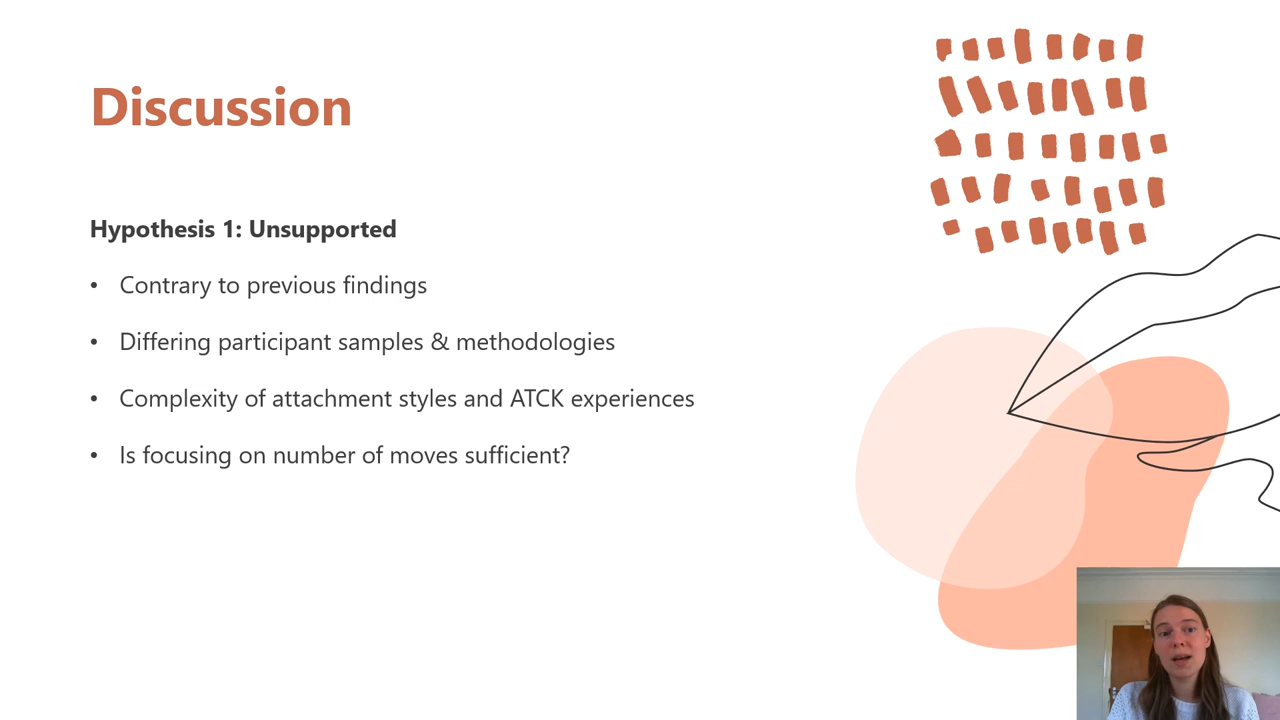 Discussion
Hypothesis 1: Unsupported
• Contrary to previous findings
• Differing participant samples & methodologies
• Complexity of attachment styles and ATCK experiences
• Is focusing on number of moves sufficient?